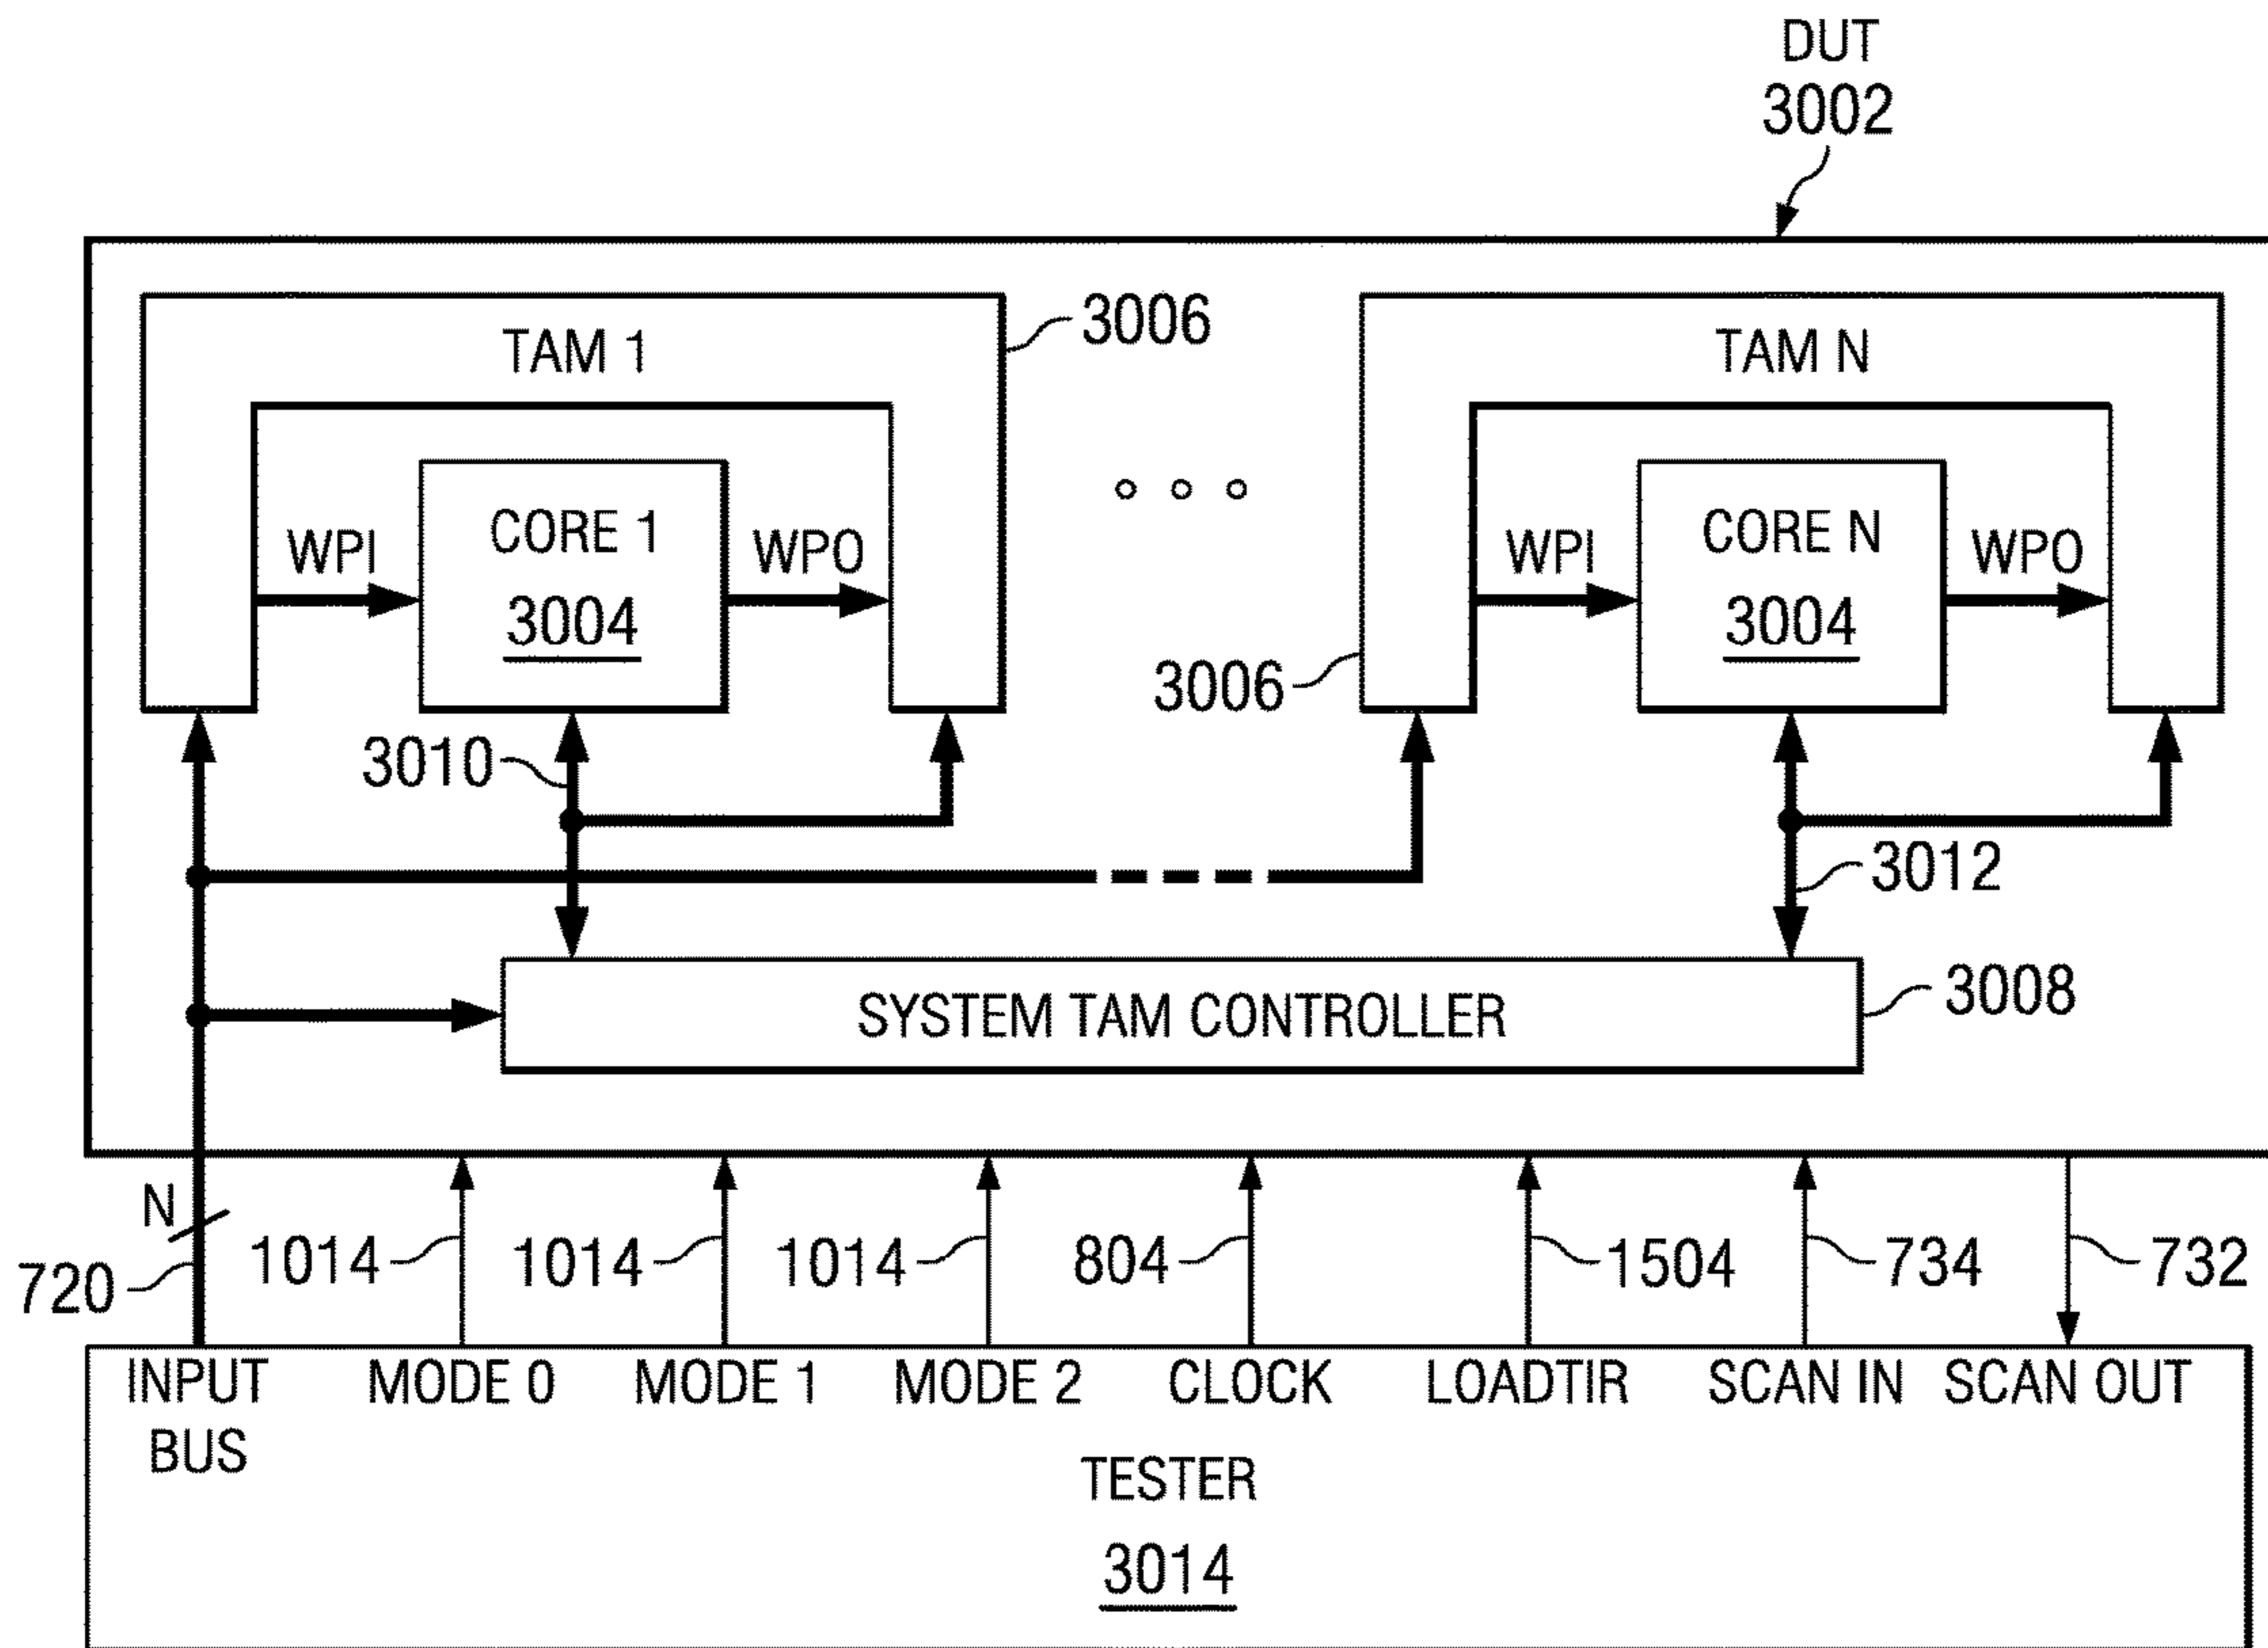 DUT
3002
TAM 1
3006
TAM N
CORE 1
3004
WPI
WPO
CORE N
3004
WPI
WPO
3006
3010
3012
SYSTEM TAM CONTROLLER
3008
N
720
1014
1014
1014
804
1504
734
732
INPUT
BUS
MODE 0
MODE 1
MODE 2
CLOCK
LOADTIR
SCAN IN
SCAN OUT
TESTER
3014